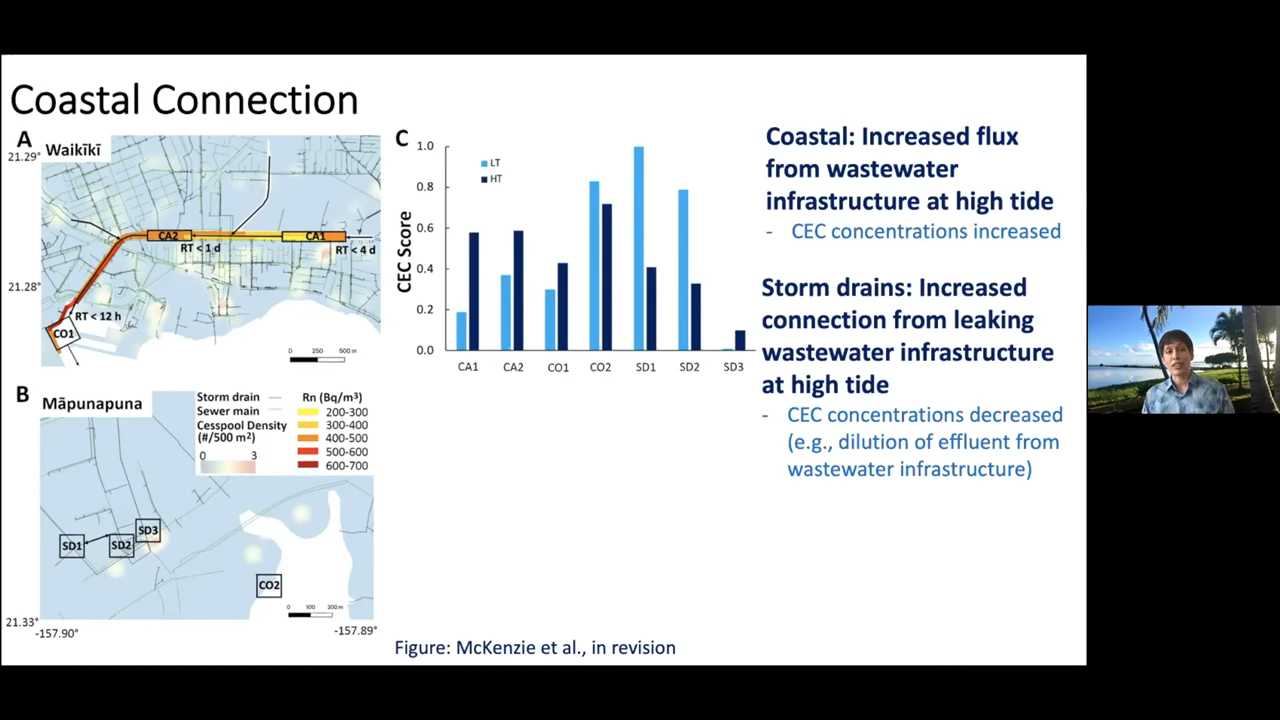 Coastal Connection
A
Waikīkī
21.29°
21.28°
CA2
CA1
RT < 1 d
RT < 4 d
RT < 12 h
CO1
0 250 500 m
B
Māpunapuna
Storm drain
Sewer main
Cesspool Density
(#/500 m²)
0 3
Rn (Bq/m³)
200-300
300-400
400-500
500-600
600-700
SD1
SD2
SD3
CO2
0 100 200 m
21.33°
-157.90°
-157.89°
C
CEC Score
1.0
0.8
0.6
0.4
0.2
0.0
LT
HT
CA1 CA2 CO1 CO2 SD1 SD2 SD3
Figure: McKenzie et al., in revision
Coastal: Increased flux
from wastewater
infrastructure at high tide
- CEC concentrations increased
Storm drains: Increased
connection from leaking
wastewater infrastructure
at high tide
- CEC concentrations decreased
(e.g., dilution of effluent from
wastewater infrastructure)